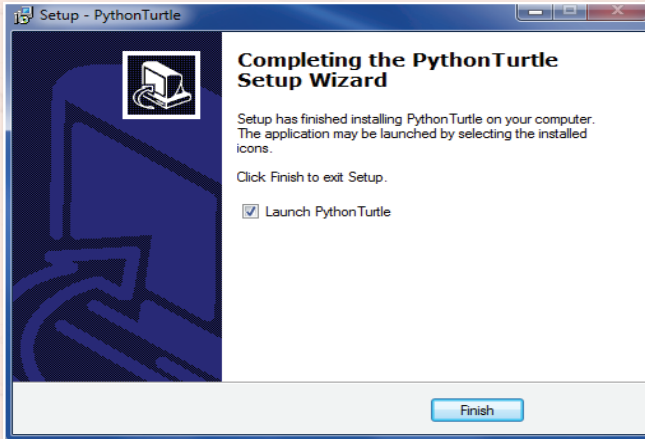 Setup - PythonTurtle
Completing the PythonTurtle
Setup Wizard
Setup has finished installing PythonTurtle on your computer.
The application may be launched by selecting the installed
icons.
Click Finish to exit Setup.
Launch PythonTurtle
Finish